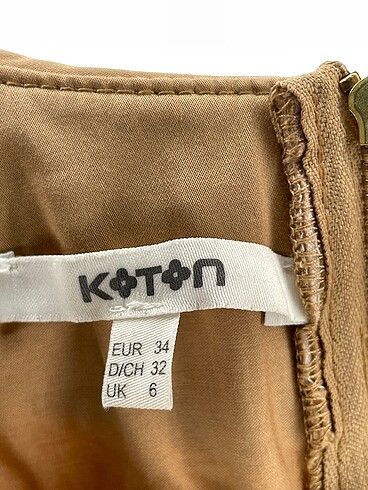 KOTON
EUR 34
D/CH 32
UK 6